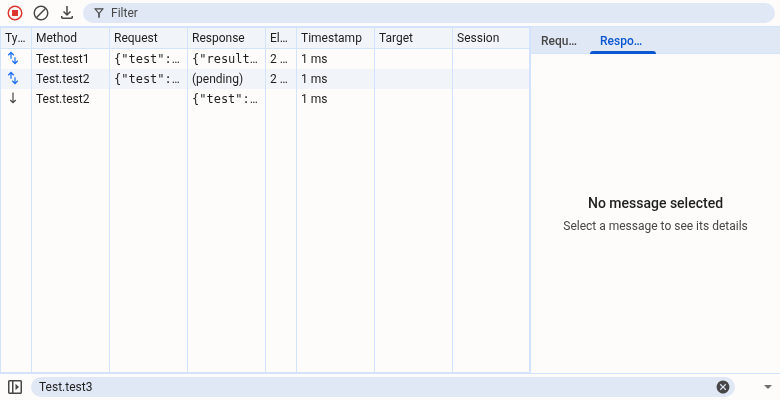 Filter
Ty… Method Request Response El… Timestamp Target Session
Test.test1 {"test":… {"result… 2 … 1 ms
Test.test2 {"test":… (pending) 2 … 1 ms
Test.test2 {"test":… 1 ms
Requ… Respo…
No message selected
Select a message to see its details
Test.test3